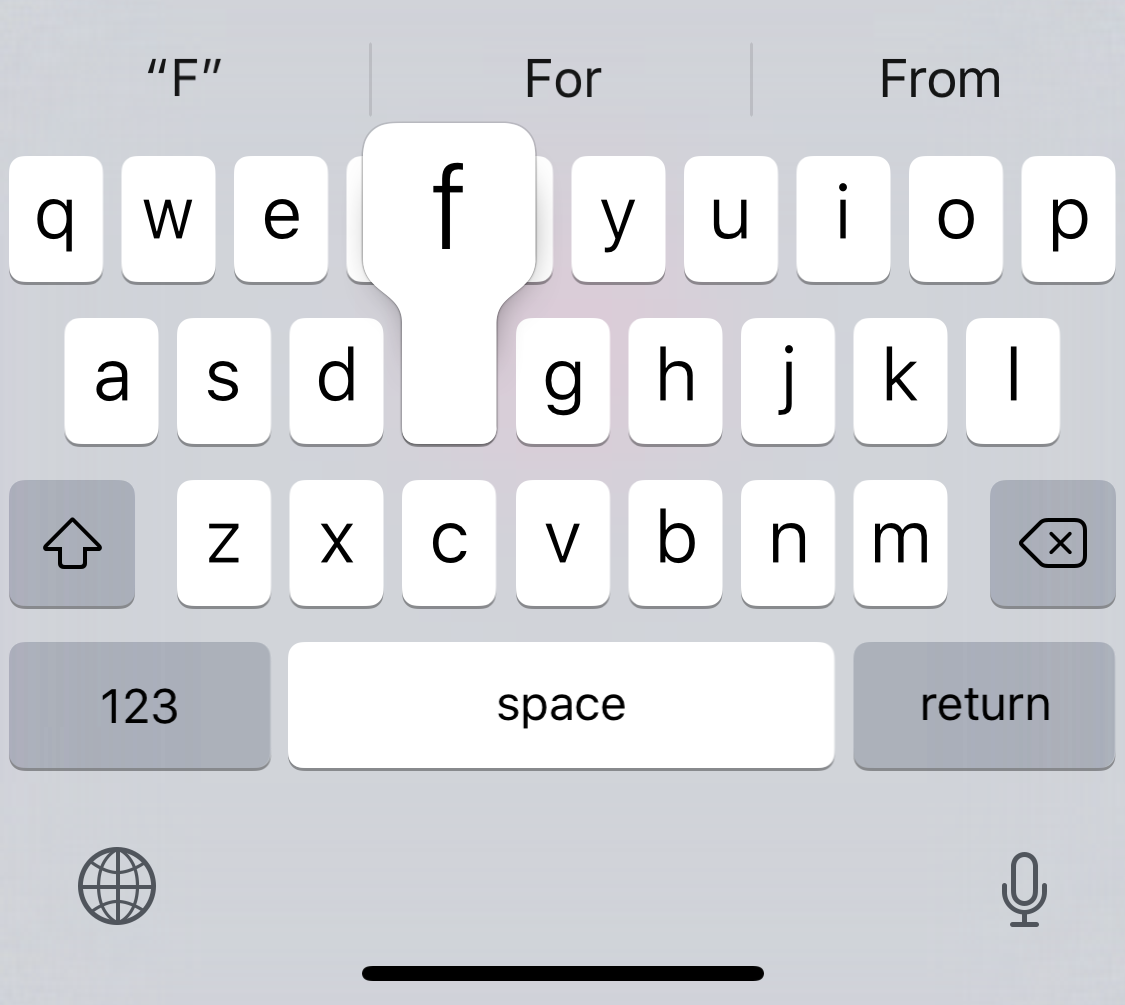 “F” For From
q w e f y u i o p
a s d g h j k l
z x c v b n m
123 space return